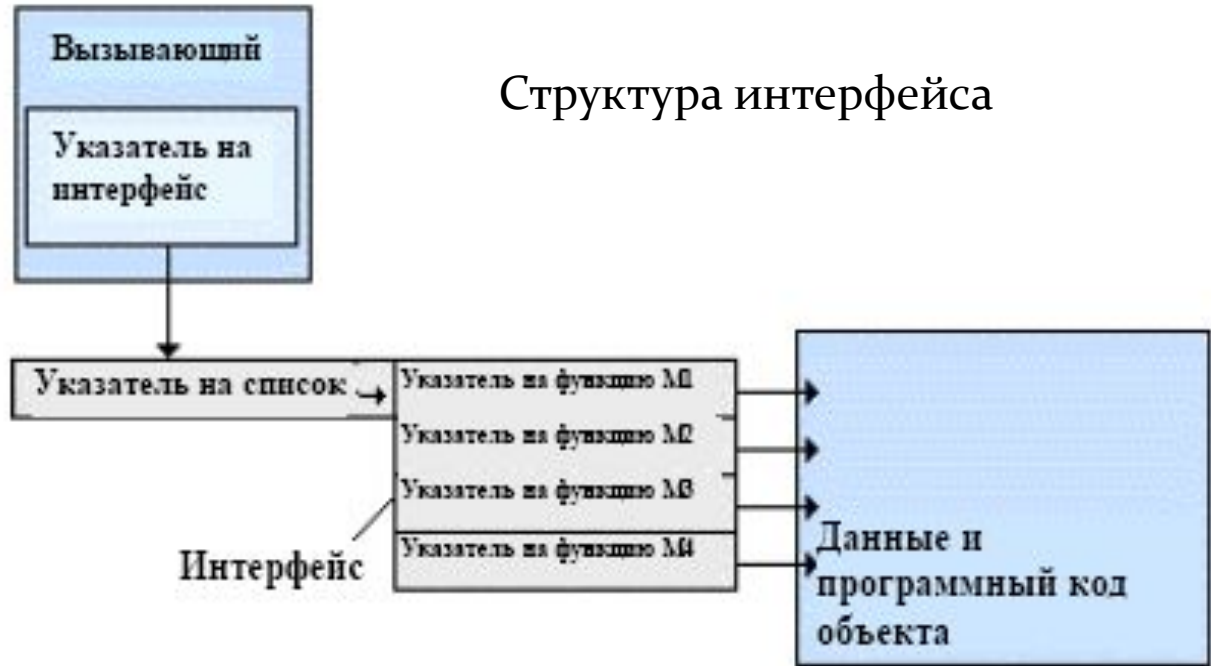 Структура интерфейса
Вызывающий
Указатель на
интерфейс
Указатель на список
Указатель на функцию М1
Указатель на функцию М2
Указатель на функцию М3
Указатель на функцию М4
Интерфейс
Данные и
программный код
объекта